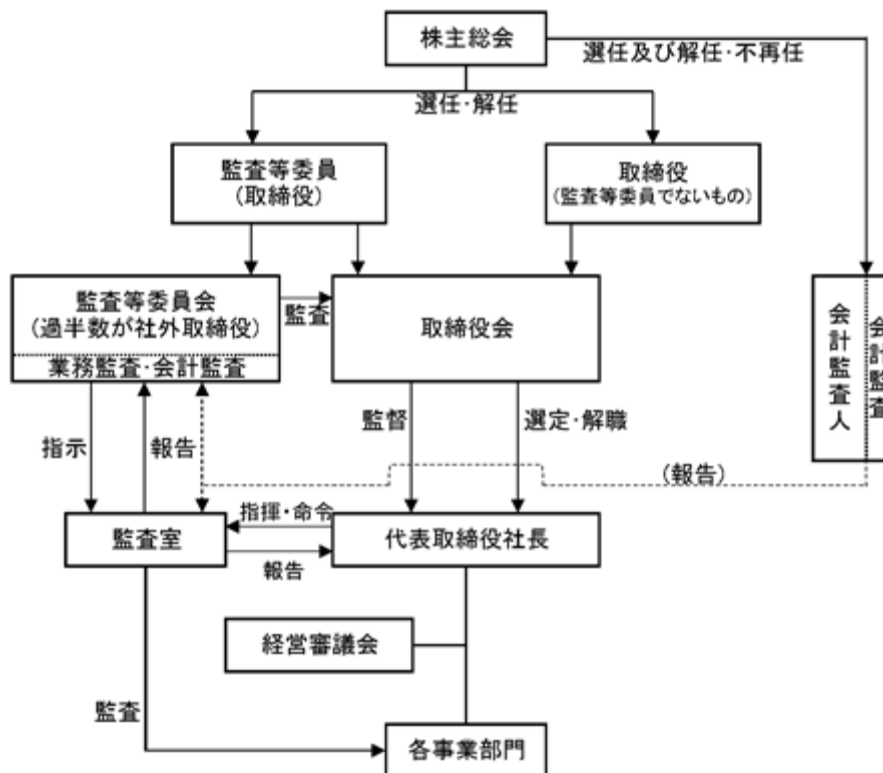 株主総会
選任及び解任・不再任
選任・解任
監査等委員
(取締役)
取締役
(監査等委員でないもの)
監査等委員会
(過半数が社外取締役)
業務監査・会計監査
監査
取締役会
会計監査人
会計監査
指示
報告
監督
選定・解職
(報告)
監査室
指揮・命令
報告
代表取締役社長
経営審議会
監査
各事業部門